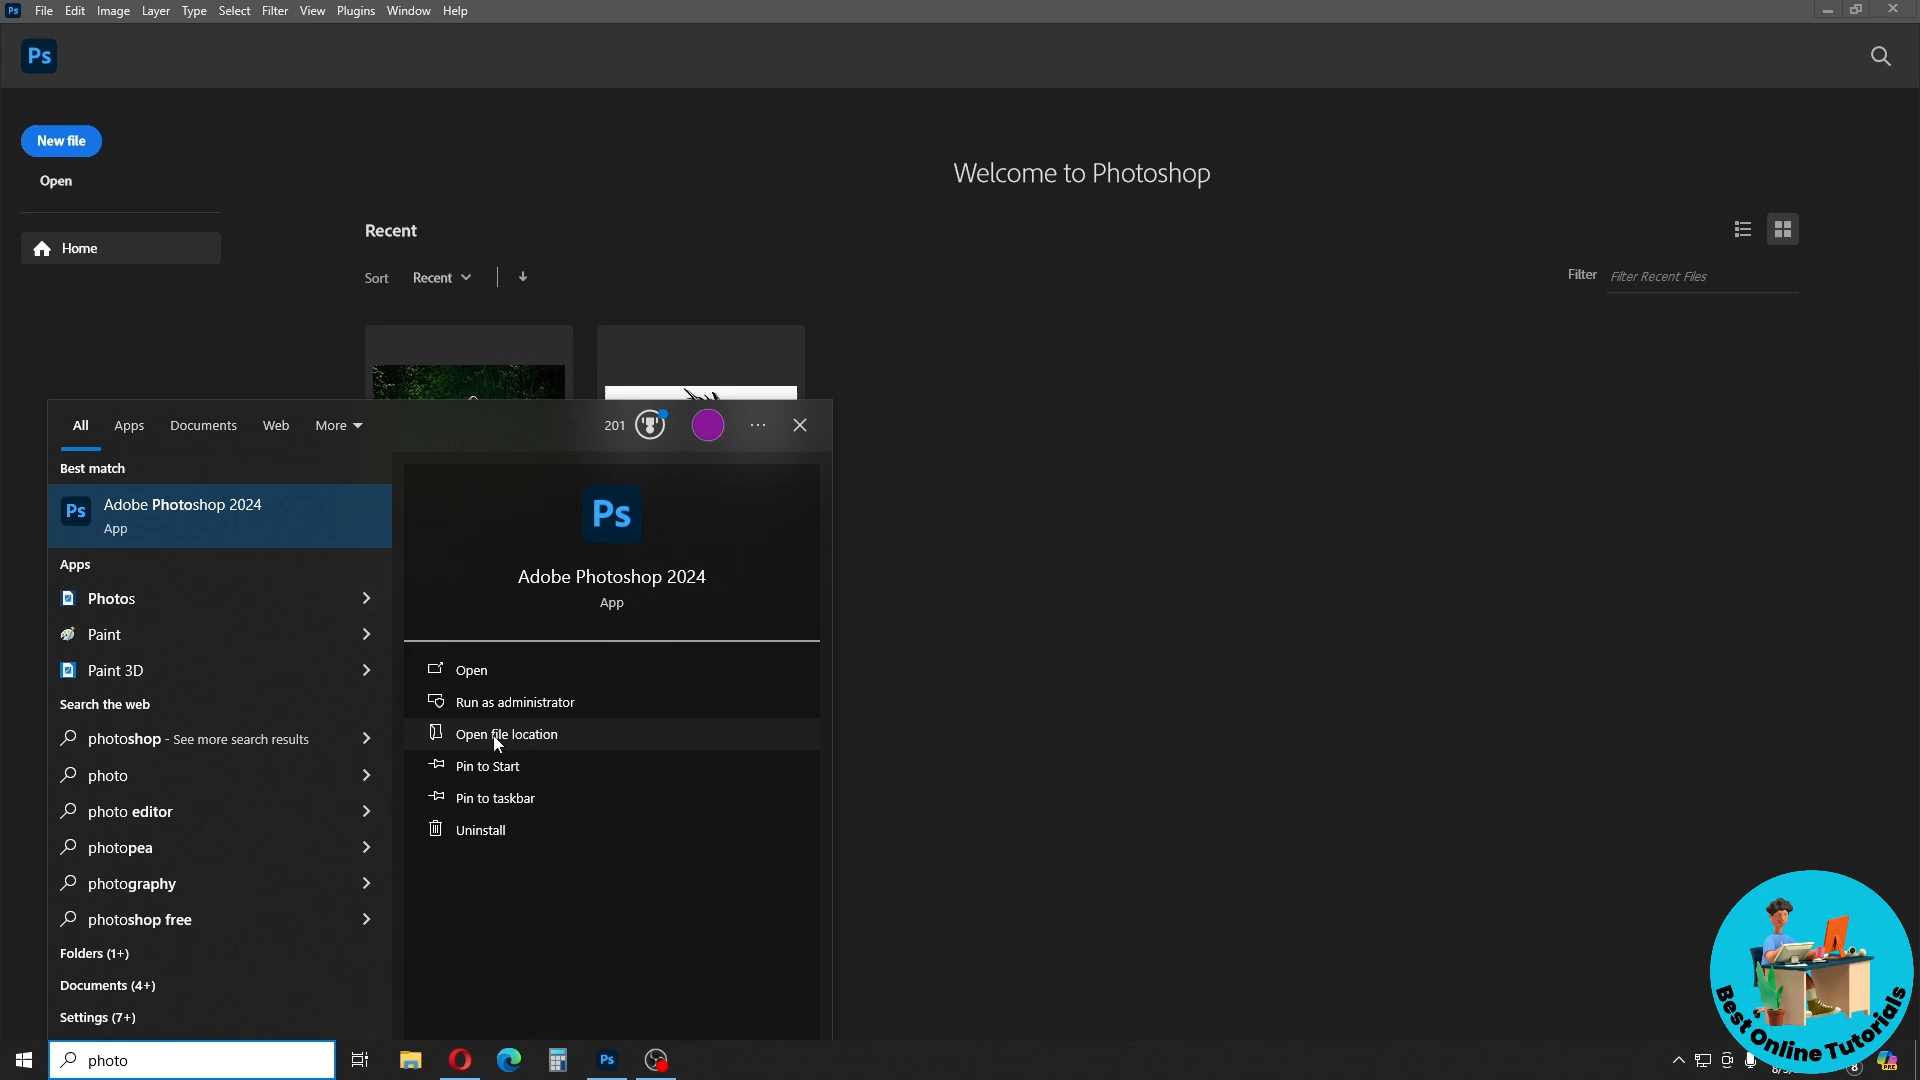 Ps File Edit Image Layer Type Select Filter View Plugins Window Help
Ps
New file
Open
Home
Welcome to Photoshop
Recent
Sort Recent
Filter Filter Recent Files
All Apps Documents Web More 201
Best match
Ps Adobe Photoshop 2024
App
Apps
Photos
Paint
Paint 3D
Search the web
photoshop - See more search results
photo
photo editor
photopea
photography
photoshop free
Folders (1+)
Documents (4+)
Settings (7+)
Ps
Adobe Photoshop 2024
App
Open
Run as administrator
Open file location
Pin to Start
Pin to taskbar
Uninstall
photo
Ps
Best Online Tutorials
8
PRE